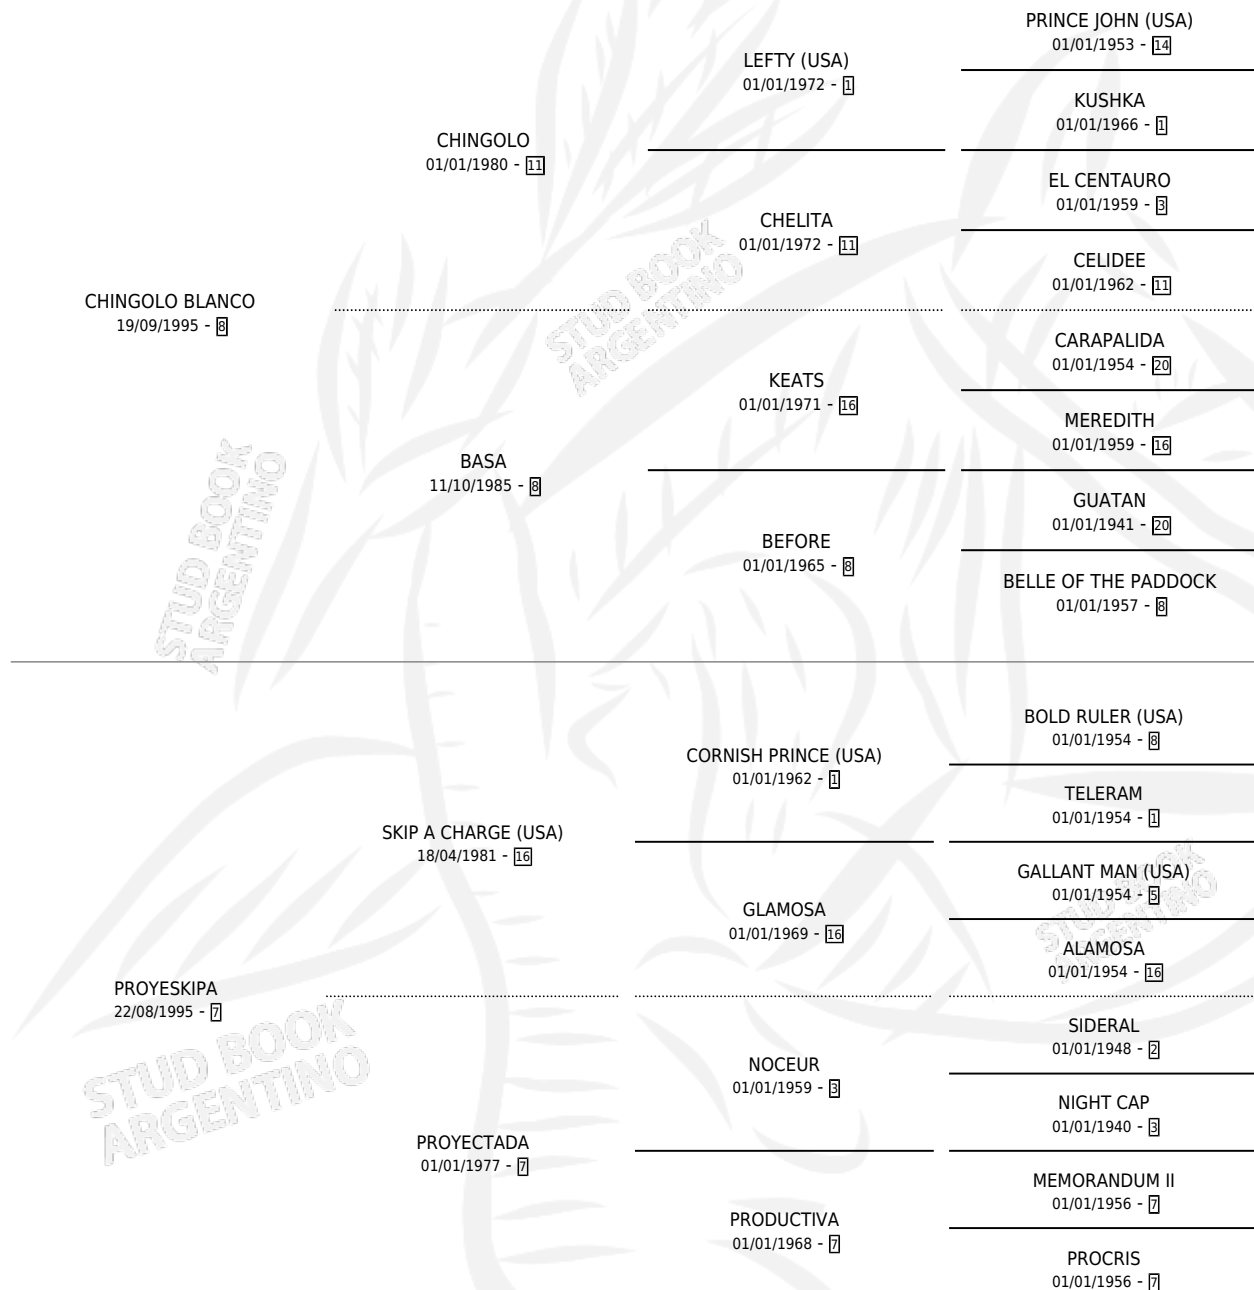 PRINCE JOHN (USA)
01/01/1953 - 14
LEFTY (USA)
01/01/1972 - 1
KUSHKA
01/01/1966 - 1
CHINGOLO
01/01/1980 - 11
EL CENTAURO
01/01/1959 - 3
CHELITA
01/01/1972 - 11
CELIDEE
01/01/1962 - 11
CHINGOLO BLANCO
19/09/1995 - 8
CARAPALIDA
01/01/1954 - 20
KEATS
01/01/1971 - 16
MEREDITH
01/01/1959 - 16
BASA
11/10/1985 - 8
GUATAN
01/01/1941 - 20
BEFORE
01/01/1965 - 8
BELLE OF THE PADDOCK
01/01/1957 - 8
STUD BOOK
ARGENTINO
STUD BOOK
ARGENTINO
BOLD RULER (USA)
01/01/1954 - 8
CORNISH PRINCE (USA)
01/01/1962 - 1
TELERAM
01/01/1954 - 1
SKIP A CHARGE (USA)
18/04/1981 - 16
GALLANT MAN (USA)
01/01/1954 - 5
GLAMOSA
01/01/1969 - 16
ALAMOSA
01/01/1954 - 16
PROYESKIPA
22/08/1995 - 7
SIDERAL
01/01/1948 - 2
NOCEUR
01/01/1959 - 3
NIGHT CAP
01/01/1940 - 3
PROYECTADA
01/01/1977 - 7
MEMORANDUM II
01/01/1956 - 7
PRODUCTIVA
01/01/1968 - 7
PROCRIS
01/01/1956 - 7
STUD BOOK
ARGENTINO
STUD BOOK
ARGENTINO